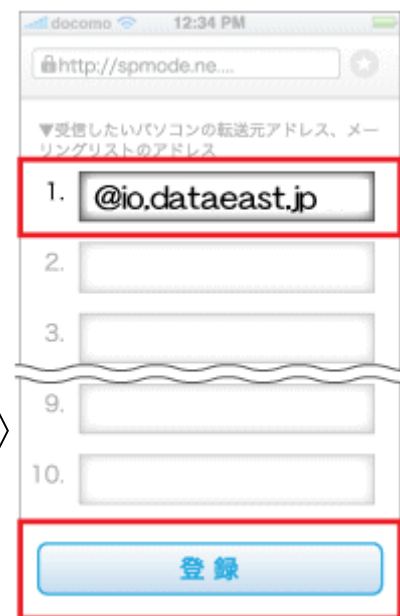 docomo 12:34 PM
http://spmode.ne....
▼受信したいパソコンの転送元アドレス、メー
リングリストのアドレス
1. @io.dataeast.jp
2.
3.
9.
10.
登録